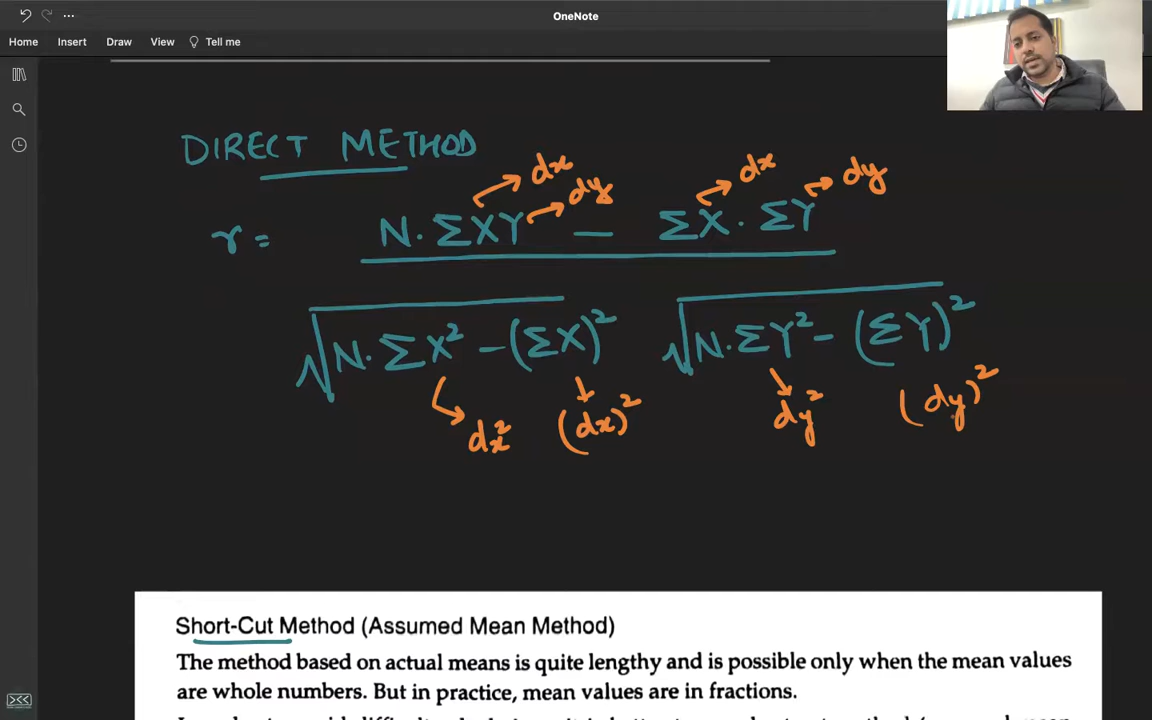 OneNote
Home Insert Draw View Tell me
DIRECT METHOD
dx dy dx dy
r = N·ΣXY — ΣX·ΣY
√N·ΣX² – (ΣX)² √N·ΣY² – (ΣY)²
dx² (dx)² dy² (dy)²
Short-Cut Method (Assumed Mean Method)
The method based on actual means is quite lengthy and is possible only when the mean values
are whole numbers. But in practice, mean values are in fractions.